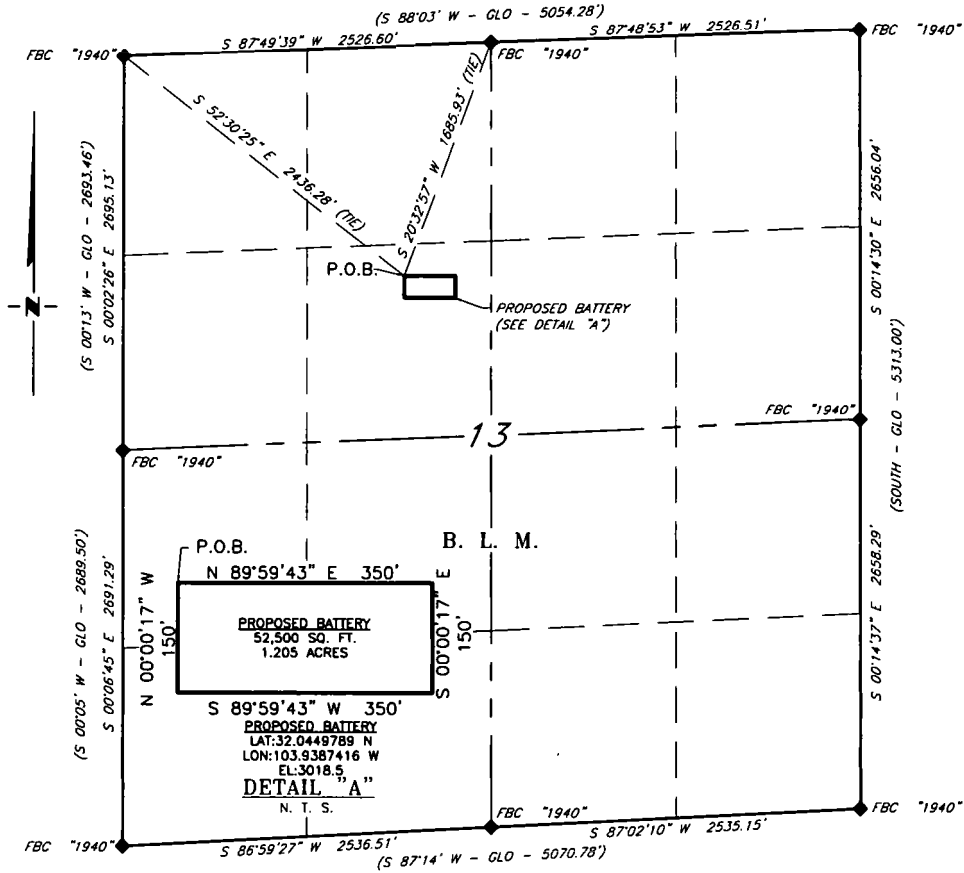 (S 88°03' W - GLO - 5054.28')
S 87°49'39" W 2526.60'
S 87°48'53" W 2526.51'
FBC "1940"
FBC "1940"
FBC "1940"
S 52°30'25" E 2436.28' (TIE)
S 20°32'57" W 1685.93' (TIE)
(S 00°13' W - GLO - 2693.46')
S 00°02'26" E 2695.13'
S 00°14'30" E 2656.04'
N
P.O.B.
PROPOSED BATTERY
(SEE DETAIL "A")
(SOUTH - GLO - 5313.00')
FBC "1940"
13
FBC "1940"
B. L. M.
P.O.B.
N 89°59'43" E 350'
N 00°00'17" W
150'
PROPOSED BATTERY
52,500 SQ. FT.
1.205 ACRES
S 00°00'17" E
150'
S 89°59'43" W 350'
PROPOSED BATTERY
LAT:32.0449789 N
LON:103.9387416 W
EL:3018.5
DETAIL "A"
N. T. S.
(S 00°05' W - GLO - 2689.50')
S 00°06'45" E 2691.29'
S 00°14'37" E 2658.29'
FBC "1940"
FBC "1940"
FBC "1940"
S 86°59'27" W 2536.51'
S 87°02'10" W 2535.15'
(S 87°14' W - GLO - 5070.78')